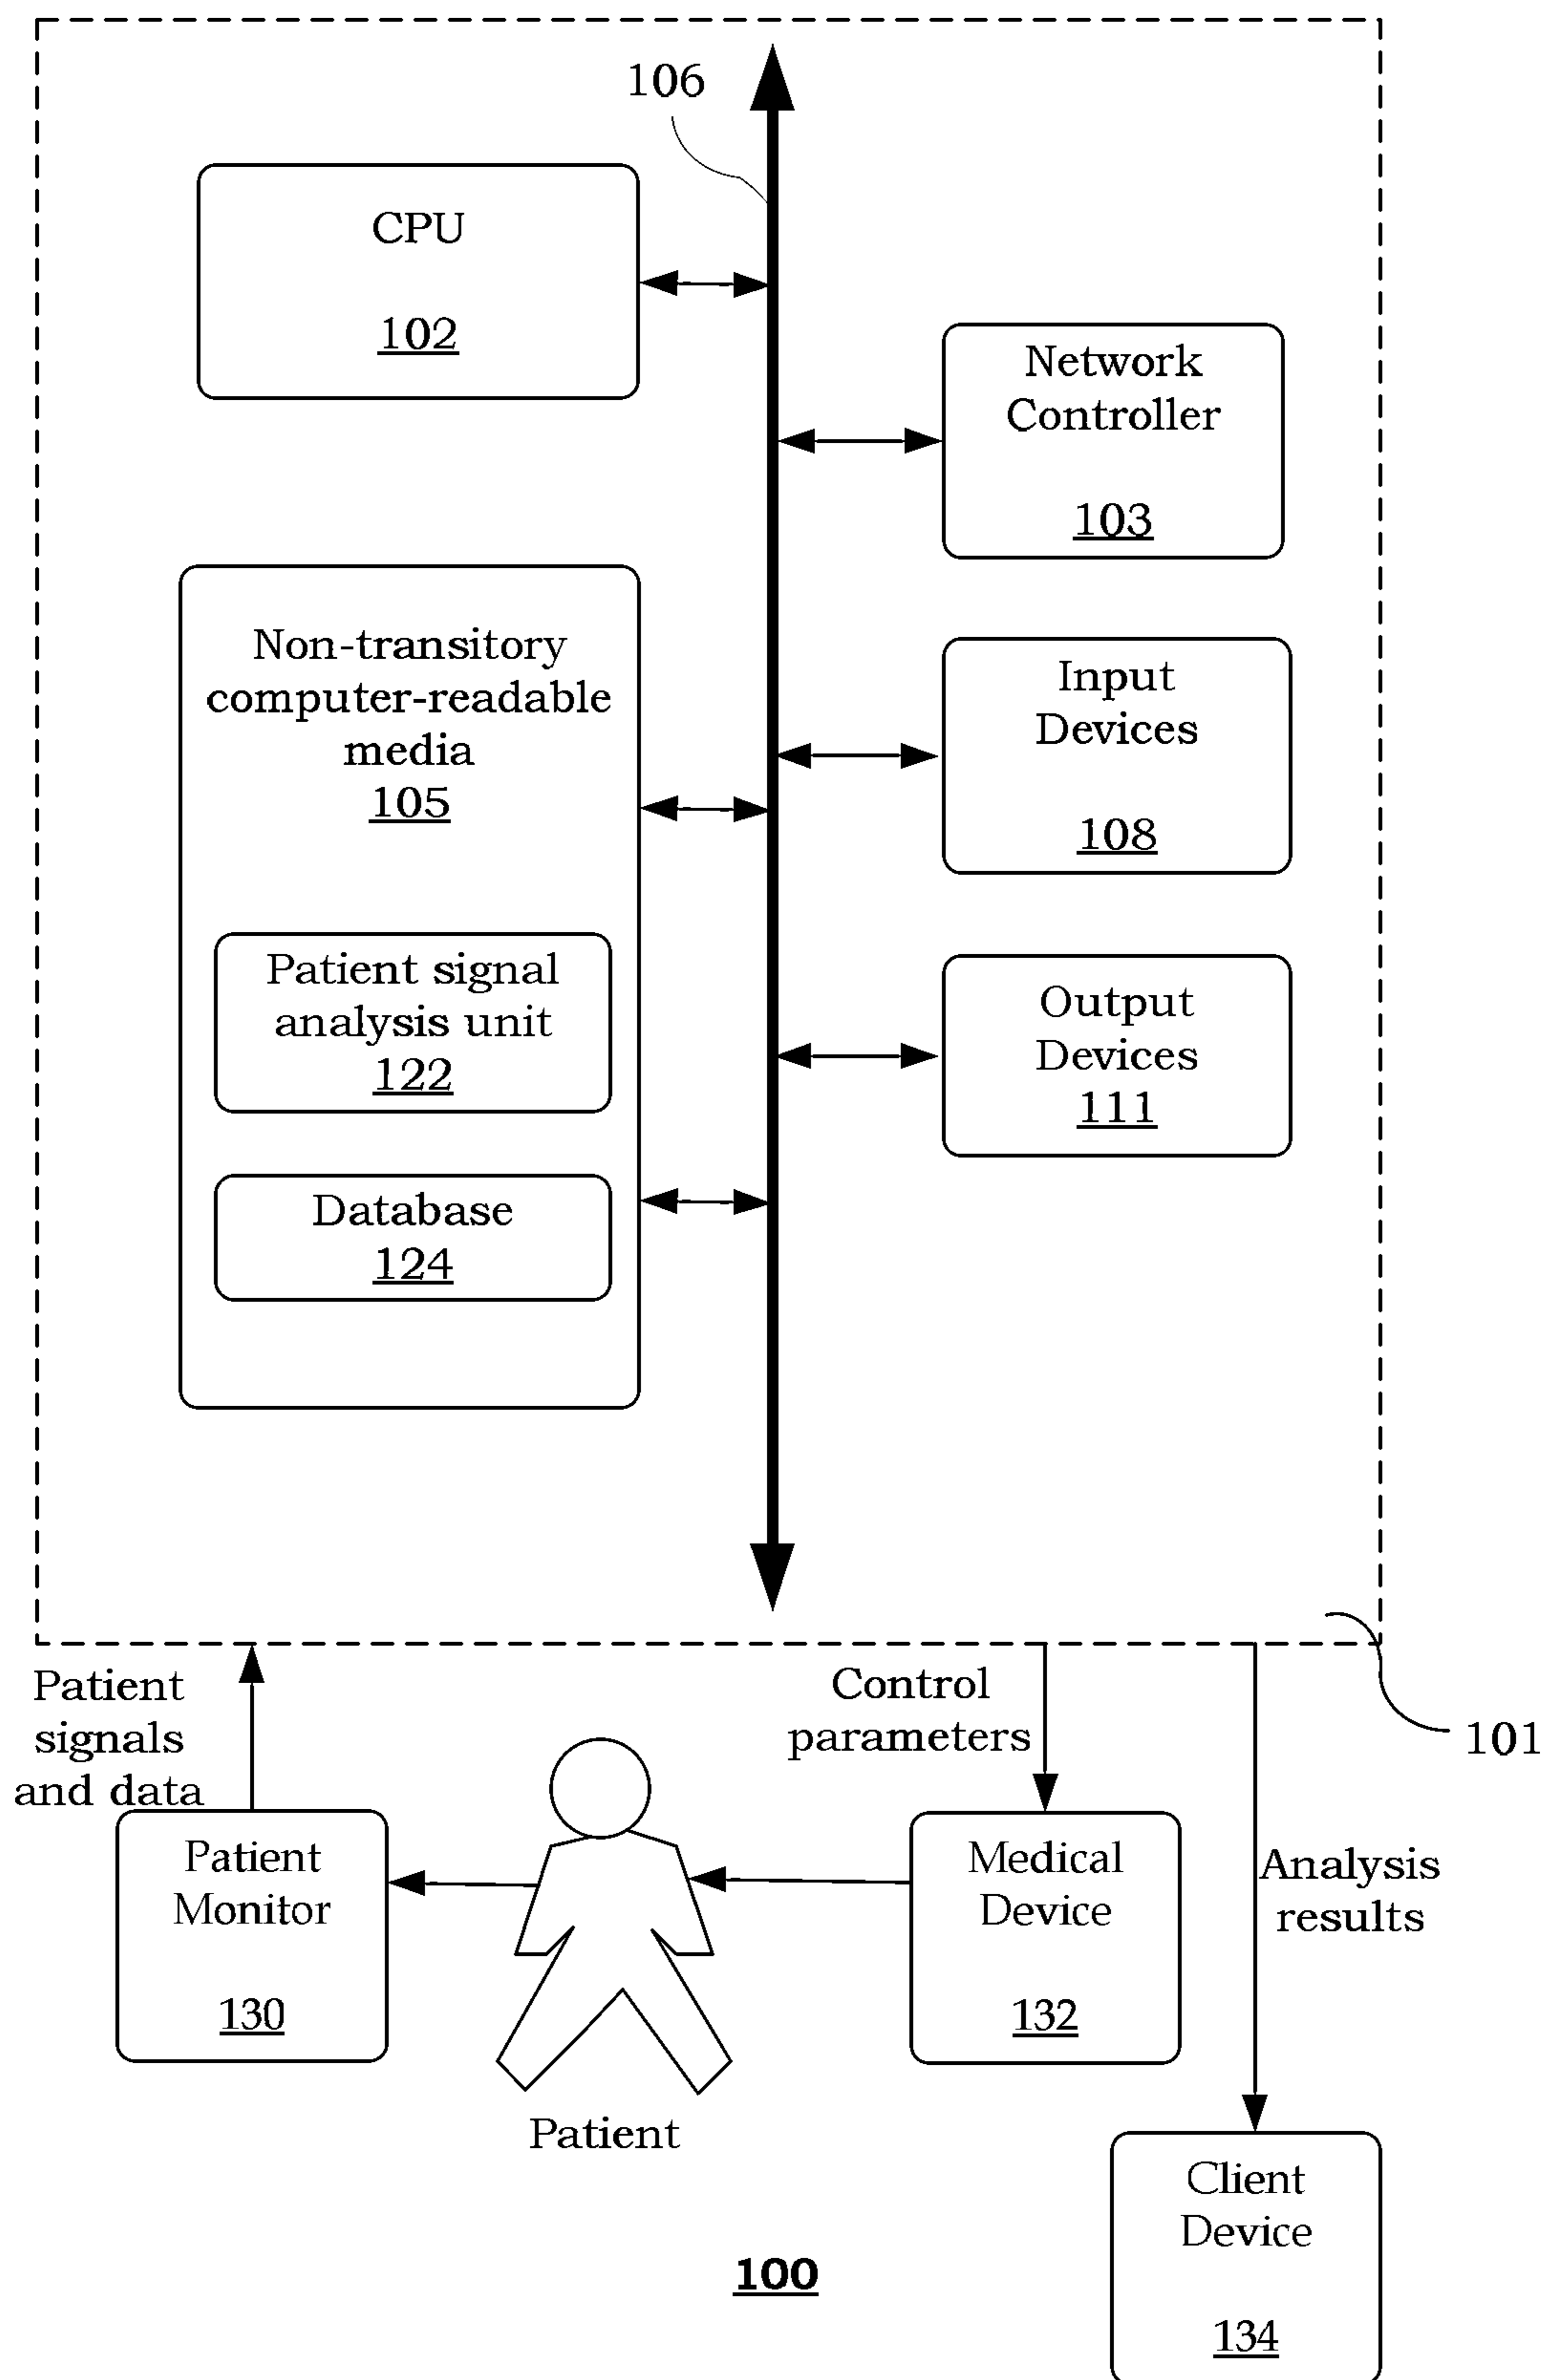 106
CPU
102
Network
Controller
103
Non-transitory
computer-readable
media
105
Input
Devices
108
Patient signal
analysis unit
122
Output
Devices
111
Database
124
Patient
signals
and data
Control
parameters
101
Patient
Monitor
130
Medical
Device
132
Analysis
results
Patient
Client
Device
134
100